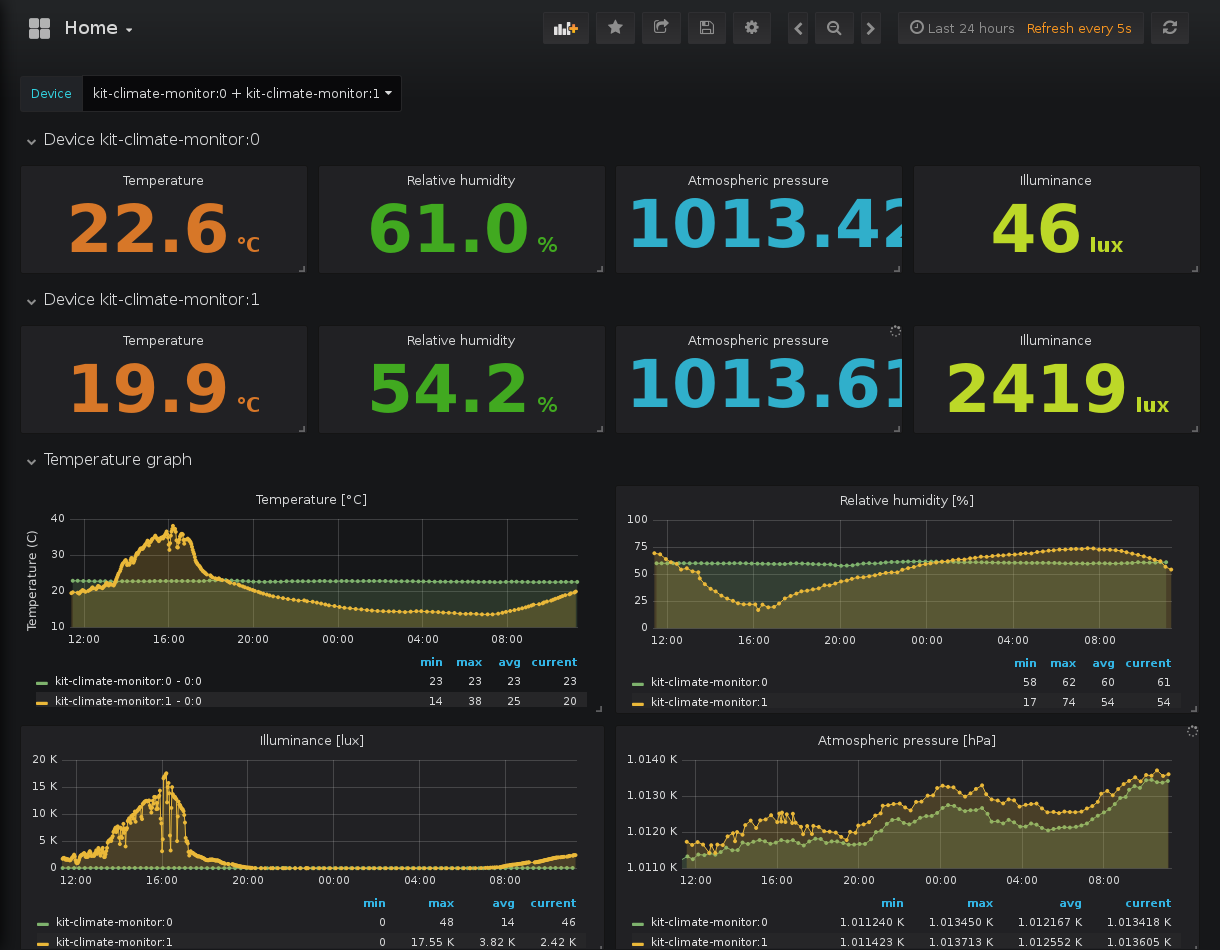 Home
Last 24 hours Refresh every 5s
Device kit-climate-monitor:0 + kit-climate-monitor:1
Device kit-climate-monitor:0
Temperature Relative humidity Atmospheric pressure Illuminance
22.6 °C 61.0 % 1013.42 46 lux
Device kit-climate-monitor:1
Temperature Relative humidity Atmospheric pressure Illuminance
19.9 °C 54.2 % 1013.61 2419 lux
Temperature graph
Temperature [°C]
Temperature (C)
40
30
20
10
12:00 16:00 20:00 00:00 04:00 08:00
min max avg current
kit-climate-monitor:0 - 0:0 23 23 23 23
kit-climate-monitor:1 - 0:0 14 38 25 20
Relative humidity [%]
100
75
50
25
0
12:00 16:00 20:00 00:00 04:00 08:00
min max avg current
kit-climate-monitor:0 58 62 60 61
kit-climate-monitor:1 17 74 54 54
Illuminance [lux]
20 K
15 K
10 K
5 K
0
12:00 16:00 20:00 00:00 04:00 08:00
min max avg current
kit-climate-monitor:0 0 48 14 46
kit-climate-monitor:1 0 17.55 K 3.82 K 2.42 K
Atmospheric pressure [hPa]
1.0140 K
1.0130 K
1.0120 K
1.0110 K
12:00 16:00 20:00 00:00 04:00 08:00
min max avg current
kit-climate-monitor:0 1.011240 K 1.013450 K 1.012167 K 1.013418 K
kit-climate-monitor:1 1.011423 K 1.013713 K 1.012552 K 1.013605 K